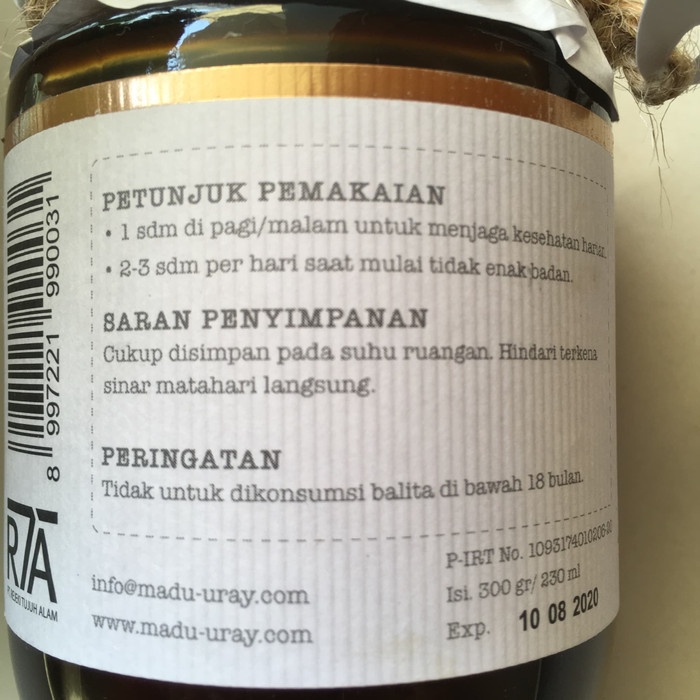 PETUNJUK PEMAKAIAN
• 1 sdm di pagi/malam untuk menjaga kesehatan harian.
• 2-3 sdm per hari saat mulai tidak enak badan.
SARAN PENYIMPANAN
Cukup disimpan pada suhu ruangan. Hindari terkena
sinar matahari langsung.
PERINGATAN
Tidak untuk dikonsumsi balita di bawah 18 bulan.
8 997221 990031
R7A
TUJUH ALAM
info@madu-uray.com
www.madu-uray.com
P-IRT No.
Isi. 300 gr/ 230 ml
Exp. 10 08 2020